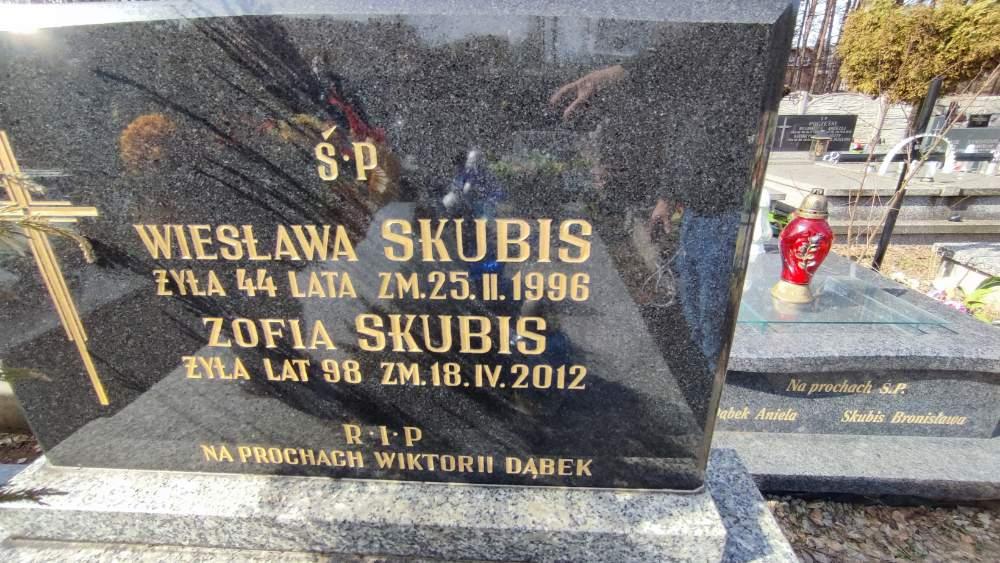 Ś.P
WIESŁAWA SKUBIS
ŻYŁA 44 LATA ZM.25.II.1996
ZOFIA SKUBIS
ŻYŁA LAT 98 ZM.18.IV.2012
R.I.P
NA PROCHACH WIKTORII DĄBEK
Na prochach Ś.P.
Dąbek Aniela Skubis Bronisława